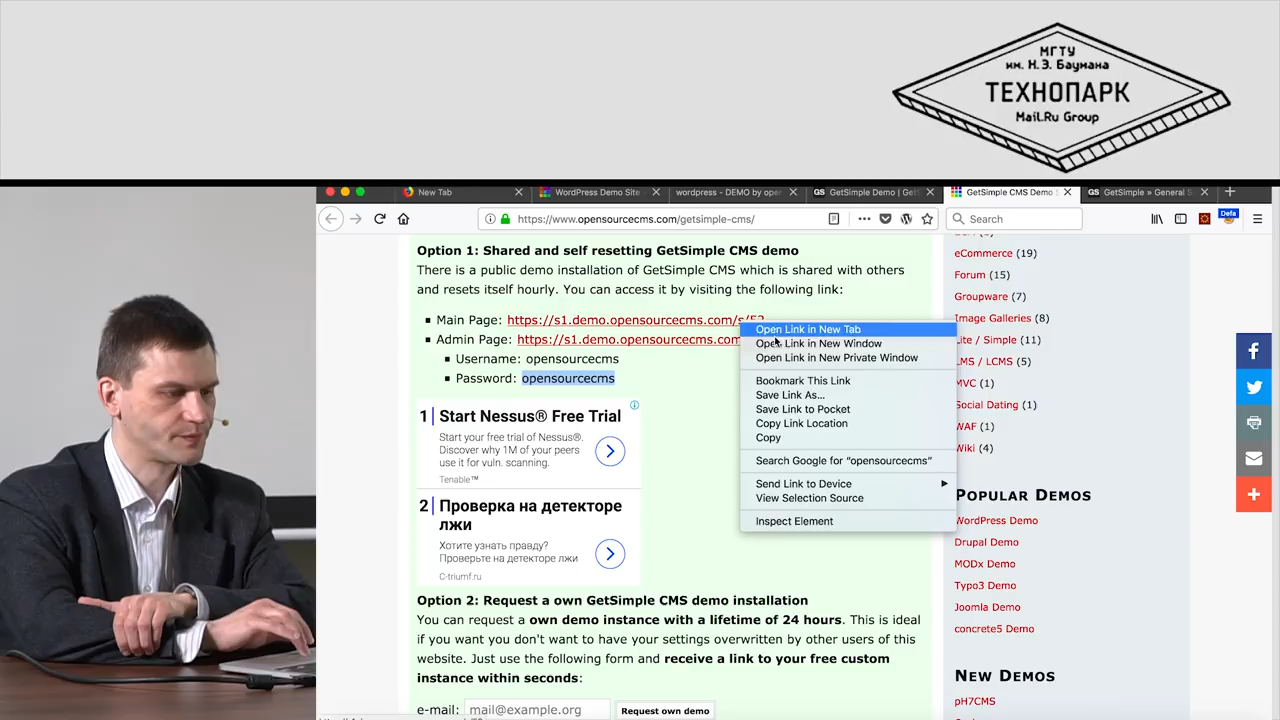 МГТУ
им. Н.Э. Баумана
ТЕХНОПАРК
Mail.Ru Group
New Tab
WordPress Demo Site
wordpress - DEMO by open
GS GetSimple Demo | GetS
GetSimple CMS Demo
GS GetSimple » General S
https://www.opensourcecms.com/getsimple-cms/
Search
Defa
Option 1: Shared and self resetting GetSimple CMS demo
There is a public demo installation of GetSimple CMS which is shared with others
and resets itself hourly. You can access it by visiting the following link:
Main Page: https://s1.demo.opensourcecms.com/s/53
Admin Page: https://s1.demo.opensourcecms.com
Username: opensourcecms
Password: opensourcecms
Open Link in New Tab
Open Link in New Window
Open Link in New Private Window
Bookmark This Link
Save Link As...
Save Link to Pocket
Copy Link Location
Copy
Search Google for “opensourcecms”
Send Link to Device
View Selection Source
Inspect Element
1 Start Nessus® Free Trial
Start your free trial of Nessus®.
Discover why 1M of your peers
use it for vuln. scanning.
Tenable™
2 Проверка на детекторе
лжи
Хотите узнать правду?
Проверьте на детекторе лжи
C-triumf.ru
Option 2: Request a own GetSimple CMS demo installation
You can request a own demo instance with a lifetime of 24 hours. This is ideal
if you want you don't want to have your settings overwritten by other users of this
website. Just use the following form and receive a link to your free custom
instance within seconds:
e-mail: mail@example.org Request own demo
eCommerce (19)
Forum (15)
Groupware (7)
Image Galleries (8)
Lite / Simple (11)
LMS / LCMS (5)
MVC (1)
Social Dating (1)
WAF (1)
Wiki (4)
POPULAR DEMOS
WordPress Demo
Drupal Demo
MODx Demo
Typo3 Demo
Joomla Demo
concrete5 Demo
NEW DEMOS
pH7CMS